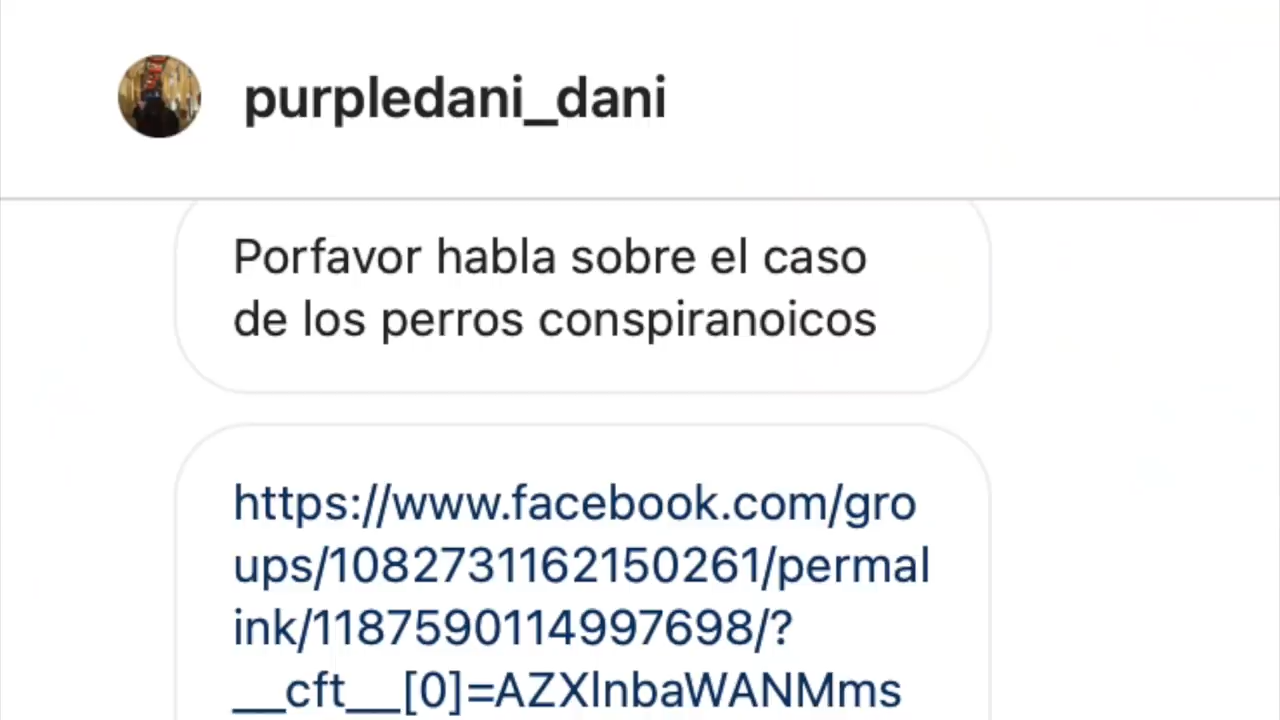 purpledani_dani
Porfavor habla sobre el caso
de los perros conspiranoicos
https://www.facebook.com/gro
ups/1082731162150261/permal
ink/1187590114997698/?
__cft__[0]=AZXlnbaWANMms